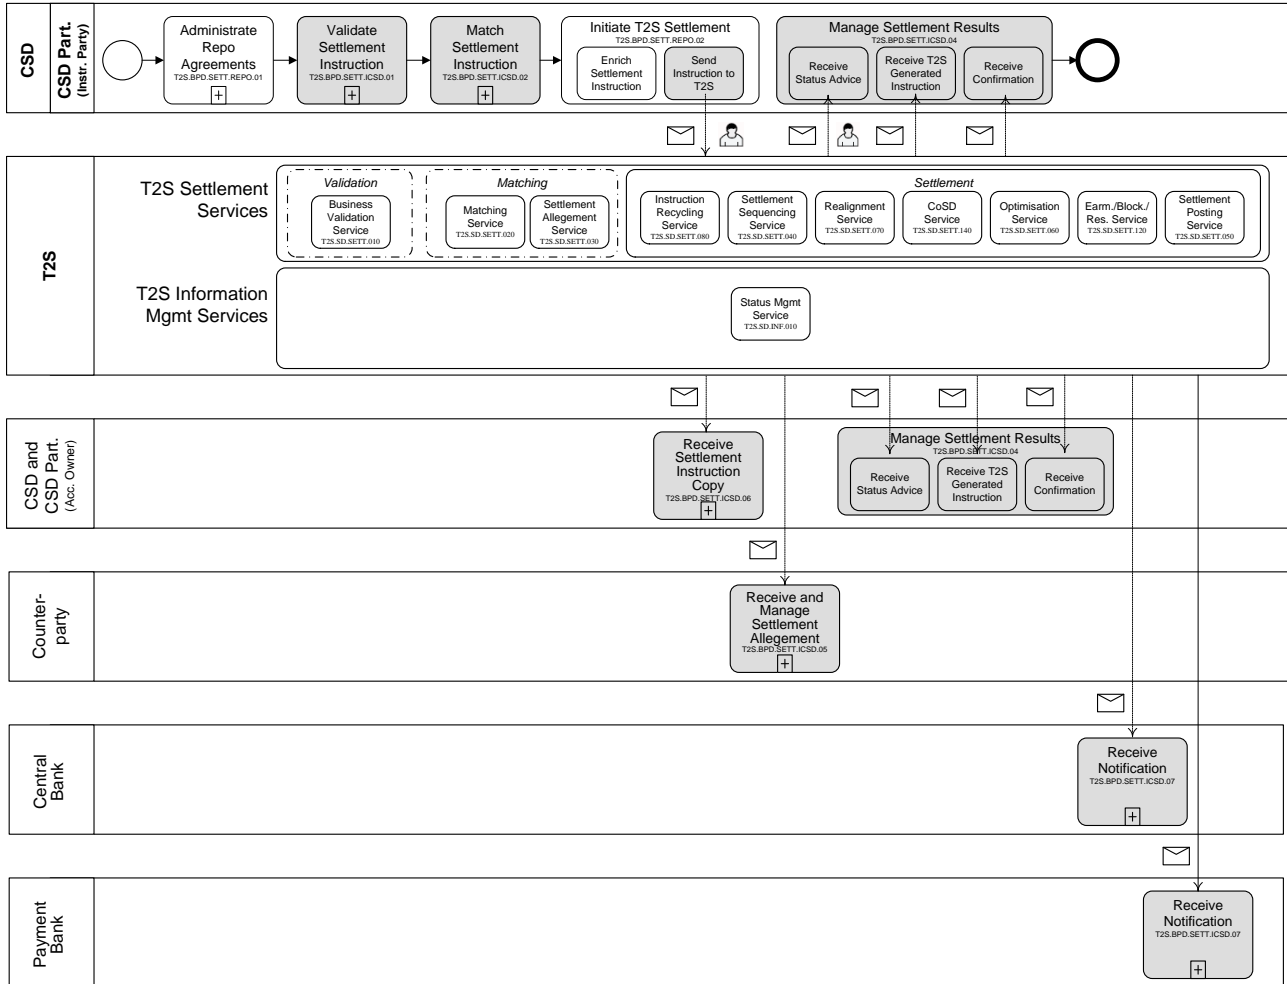 CSD
CSD Part.
(Instr. Party)
Administrate
Repo
Agreements
T2S.BPD.SETT.REPO.01
+
Validate
Settlement
Instruction
T2S.BPD.SETT.ICSD.01
+
Match
Settlement
Instruction
T2S.BPD.SETT.ICSD.02
+
Initiate T2S Settlement
T2S.BPD.SETT.REPO.02
Enrich
Settlement
Instruction
Send
Instruction to
T2S
Manage Settlement Results
T2S.BPD.SETT.ICSD.04
Receive
Status Advice
Receive T2S
Generated
Instruction
Receive
Confirmation
T2S
T2S Settlement
Services
Validation
Business
Validation
Service
T2S.SD.SETT.010
Matching
Matching
Service
T2S.SD.SETT.020
Settlement
Allegement
Service
T2S.SD.SETT.030
Settlement
Instruction
Recycling
Service
T2S.SD.SETT.080
Settlement
Sequencing
Service
T2S.SD.SETT.040
Realignment
Service
T2S.SD.SETT.070
CoSD
Service
T2S.SD.SETT.140
Optimisation
Service
T2S.SD.SETT.060
Earm./Block./
Res. Service
T2S.SD.SETT.120
Settlement
Posting
Service
T2S.SD.SETT.050
T2S Information
Mgmt Services
Status Mgmt
Service
T2S.SD.INF.010
CSD and
CSD Part.
(Acc. Owner)
Receive
Settlement
Instruction
Copy
T2S.BPD.SETT.ICSD.06
+
Manage Settlement Results
T2S.BPD.SETT.ICSD.04
Receive
Status Advice
Receive T2S
Generated
Instruction
Receive
Confirmation
Counter-
party
Receive and
Manage
Settlement
Allegement
T2S.BPD.SETT.ICSD.05
+
Central
Bank
Receive
Notification
T2S.BPD.SETT.ICSD.07
+
Payment
Bank
Receive
Notification
T2S.BPD.SETT.ICSD.07
+